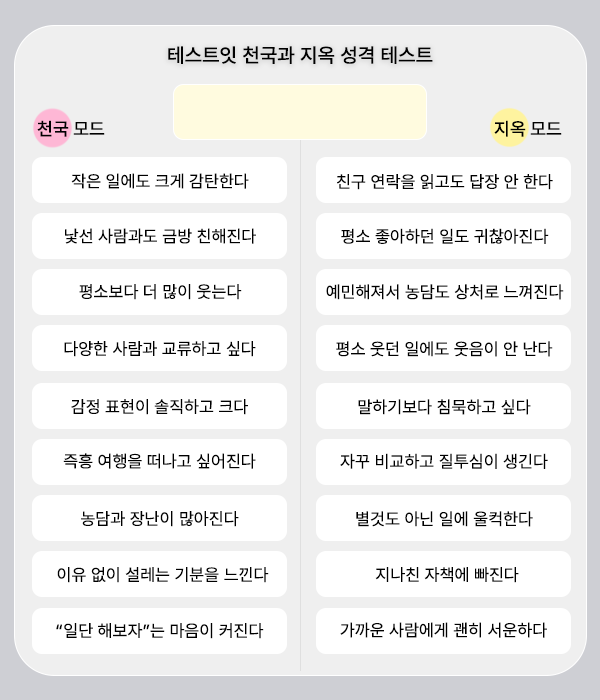 테스트잇 천국과 지옥 성격 테스트
천국 모드
지옥 모드
작은 일에도 크게 감탄한다
친구 연락을 읽고도 답장 안 한다
낯선 사람과도 금방 친해진다
평소 좋아하던 일도 귀찮아진다
평소보다 더 많이 웃는다
예민해져서 농담도 상처로 느껴진다
다양한 사람과 교류하고 싶다
평소 웃던 일에도 웃음이 안 난다
감정 표현이 솔직하고 크다
말하기보다 침묵하고 싶다
즉흥 여행을 떠나고 싶어진다
자꾸 비교하고 질투심이 생긴다
농담과 장난이 많아진다
별것도 아닌 일에 울컥한다
이유 없이 설레는 기분을 느낀다
지나친 자책에 빠진다
“일단 해보자”는 마음이 커진다
가까운 사람에게 괜히 서운하다